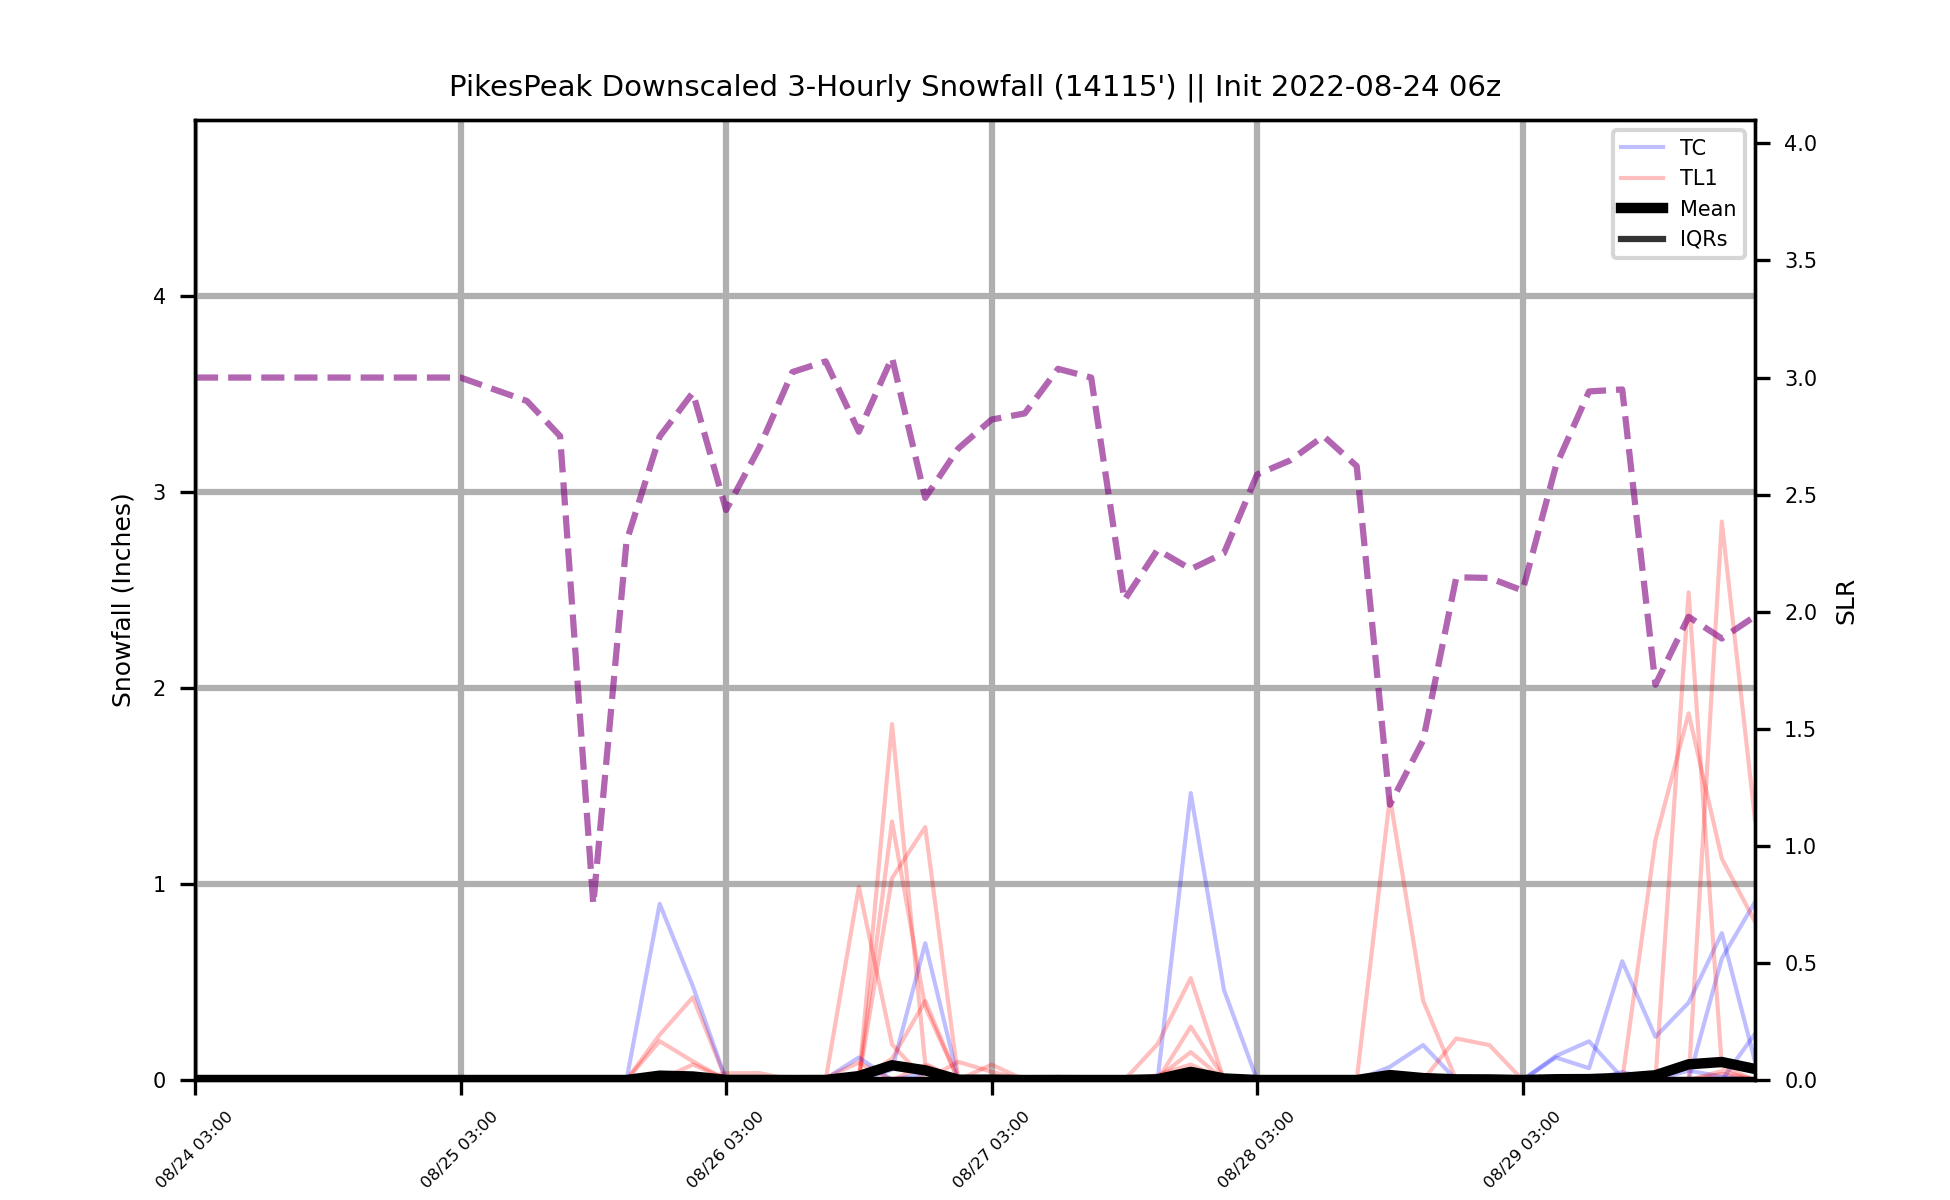 PikesPeak Downscaled 3-Hourly Snowfall (14115') || Init 2022-08-24 06z
TC
TL1
Mean
IQRs
Snowfall (Inches)
4
3
2
1
0
4.0
3.5
3.0
2.5
2.0
1.5
1.0
0.5
0.0
SLR
08/24 03:00
08/25 03:00
08/26 03:00
08/27 03:00
08/28 03:00
08/29 03:00